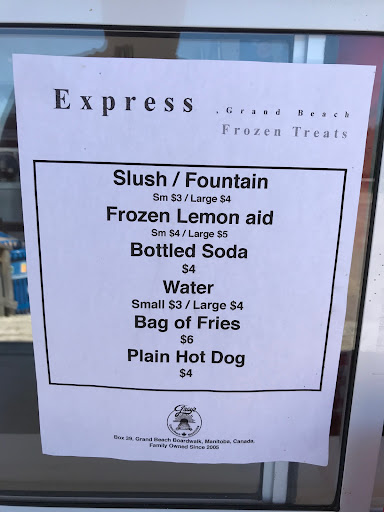 Express
Grand Beach
Frozen Treats
Slush / Fountain
Sm $3 / Large $4
Frozen Lemon aid
Sm $4 / Large $5
Bottled Soda
$4
Water
Small $3 / Large $4
Bag of Fries
$6
Plain Hot Dog
$4
Box 39, Grand Beach Boardwalk, Manitoba, Canada.
Family Owned Since 2005